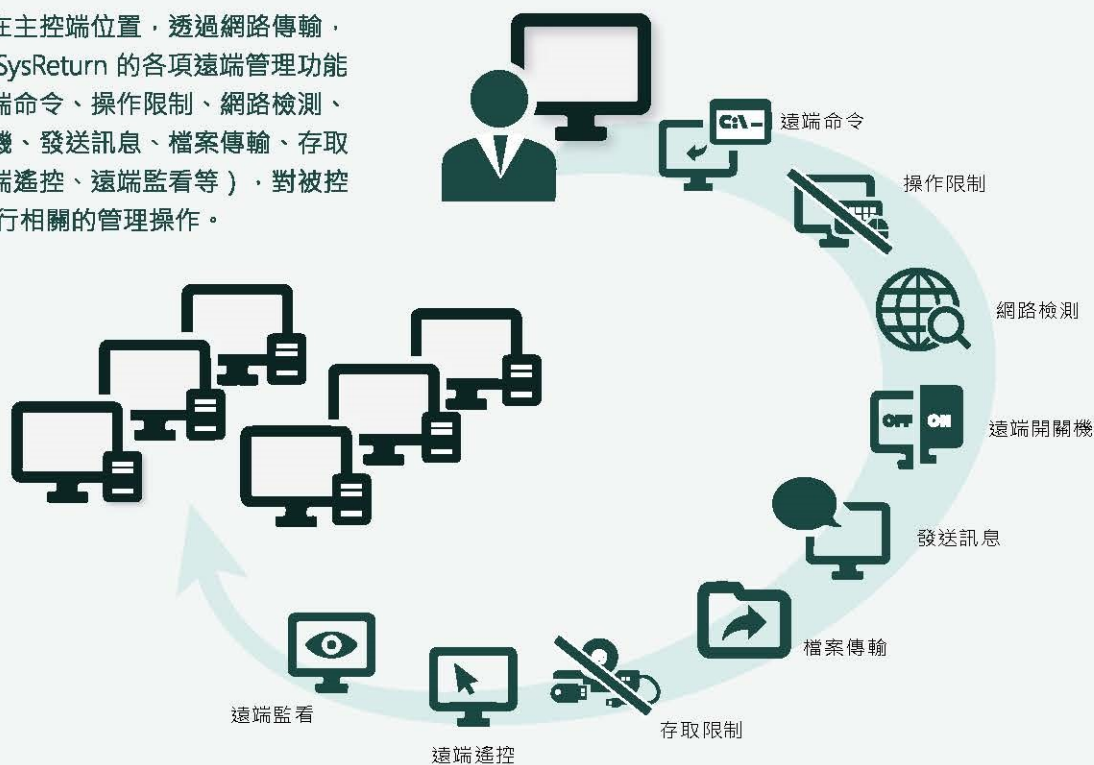 在主控端位置，透過網路傳輸，
SysReturn 的各項遠端管理功能
端命令、操作限制、網路檢測、
機、發送訊息、檔案傳輸、存取
端遙控、遠端監看等），對被控
行相關的管理操作。
C:\-
遠端命令
操作限制
網路檢測
OFF ON
遠端開關機
發送訊息
檔案傳輸
存取限制
遠端遙控
遠端監看